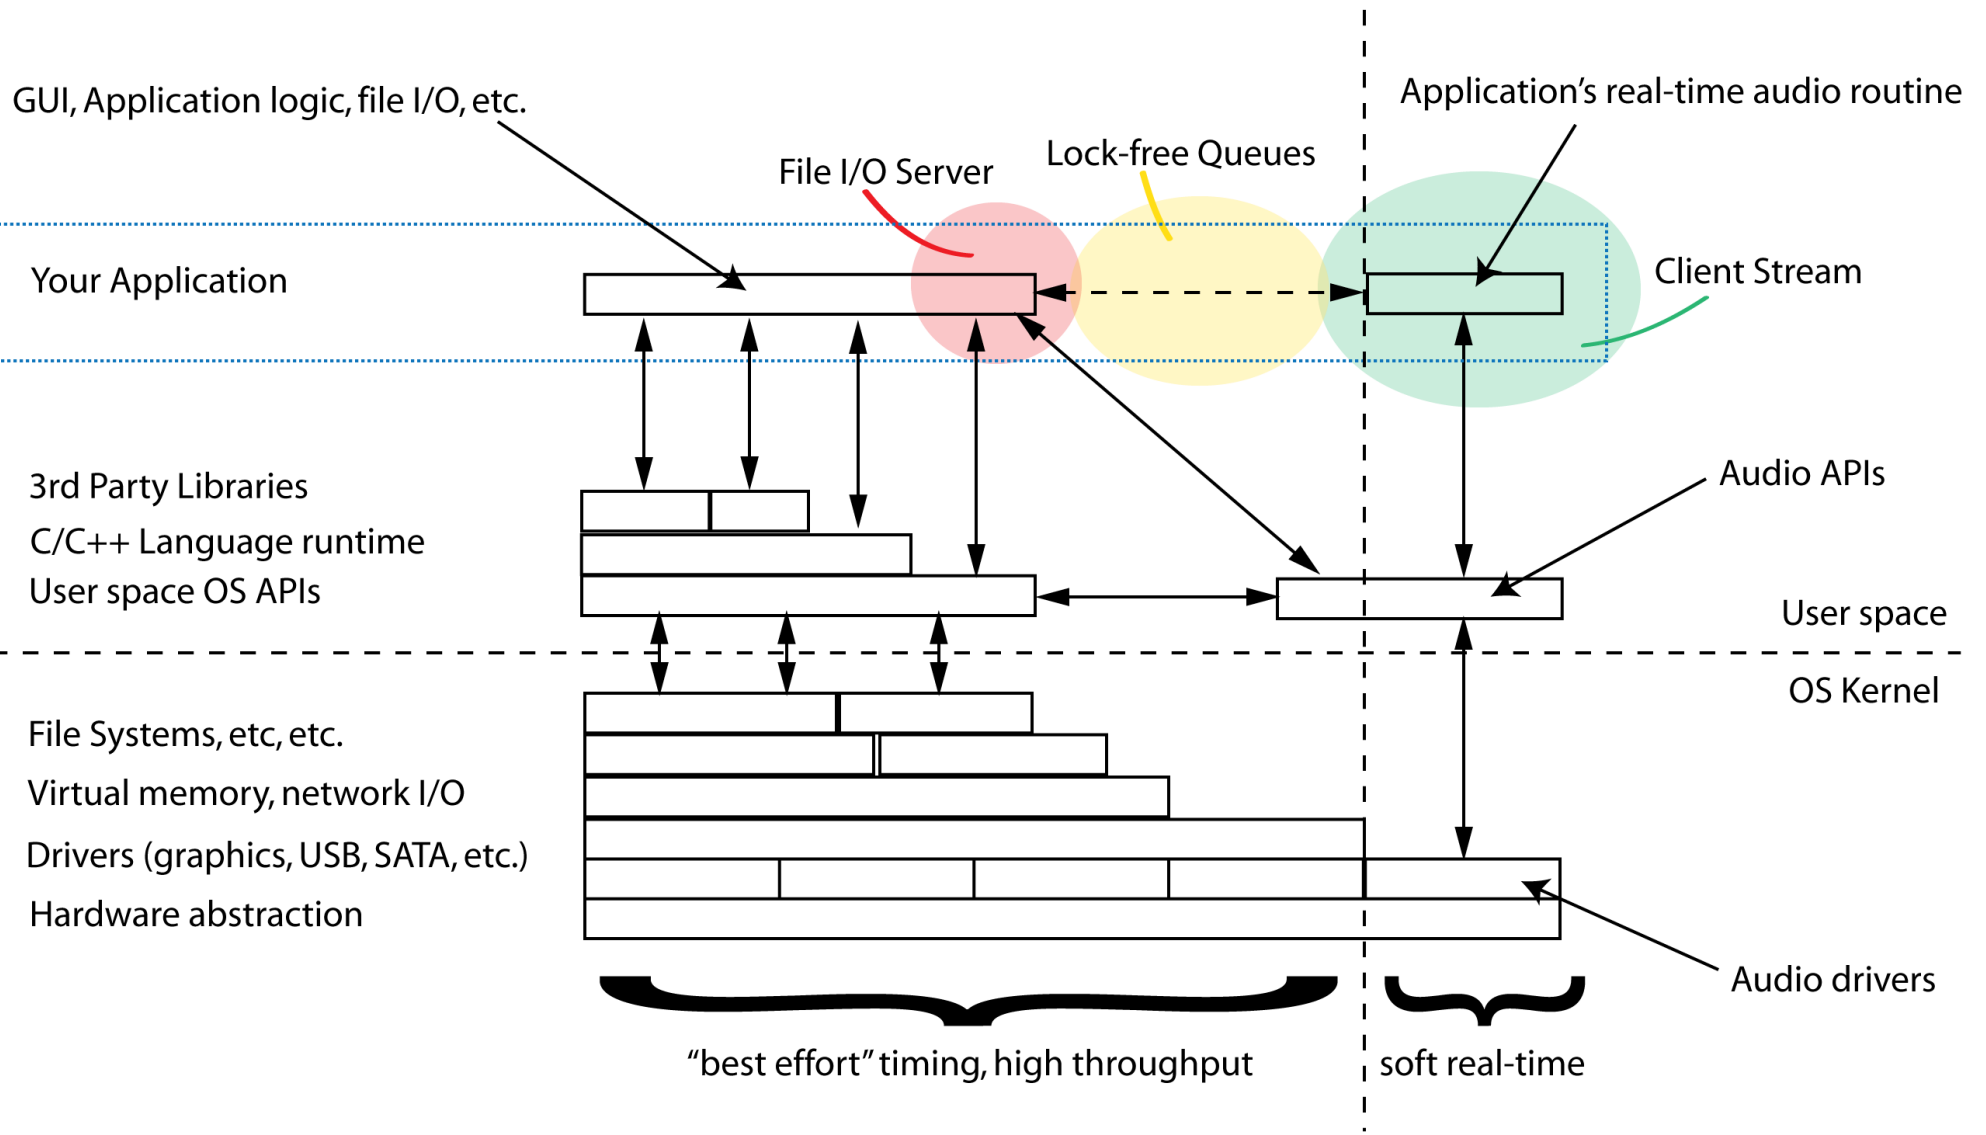 GUI, Application logic, file I/O, etc.
Application’s real-time audio routine
File I/O Server
Lock-free Queues
Your Application
Client Stream
3rd Party Libraries
C/C++ Language runtime
User space OS APIs
Audio APIs
User space
OS Kernel
File Systems, etc, etc.
Virtual memory, network I/O
Drivers (graphics, USB, SATA, etc.)
Hardware abstraction
Audio drivers
“best effort” timing, high throughput
soft real-time